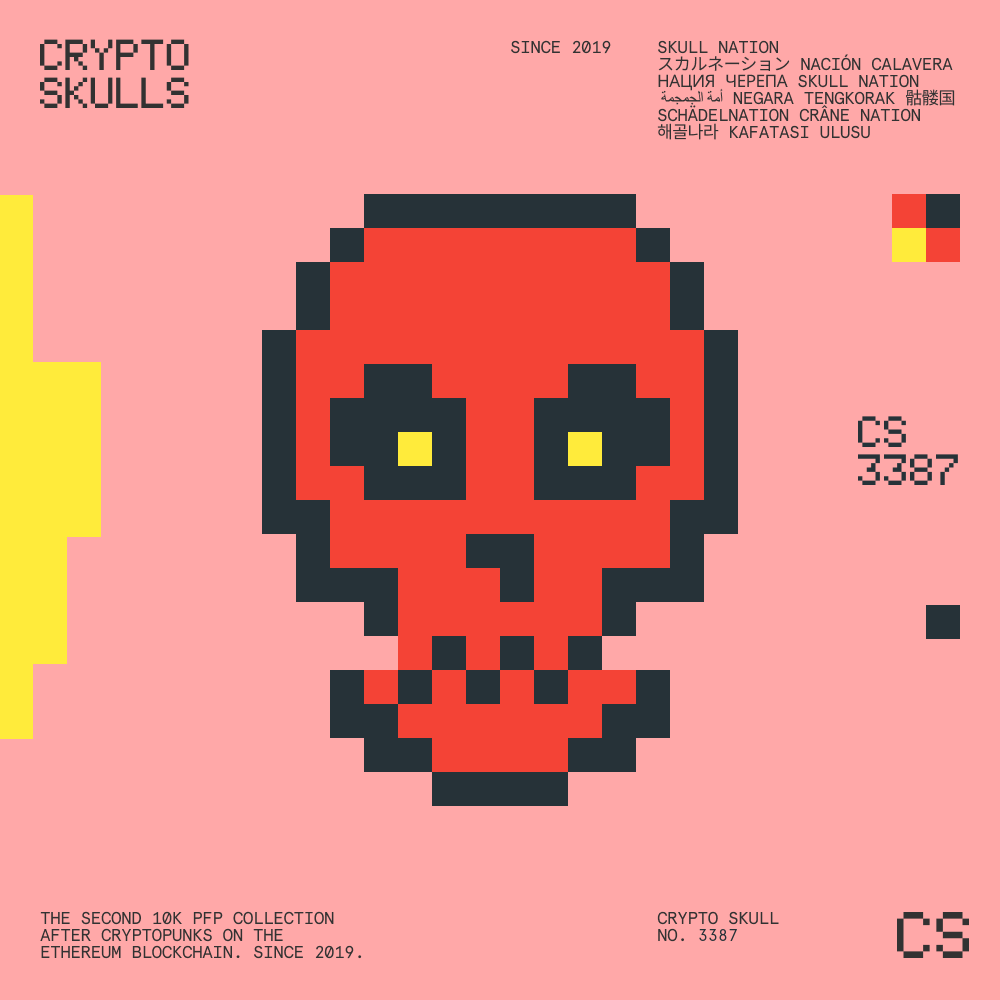 CRYPTO
SKULLS
SINCE 2019
SKULL NATION
スカルネーション NACIÓN CALAVERA
НАЦИЯ ЧЕРЕПА SKULL NATION
أمة الجمجمة NEGARA TENGKORAK 骷髅国
SCHÄDELNATION CRÂNE NATION
해골나라 KAFATASI ULUSU
CS
3387
THE SECOND 10K PFP COLLECTION
AFTER CRYPTOPUNKS ON THE
ETHEREUM BLOCKCHAIN. SINCE 2019.
CRYPTO SKULL
NO. 3387
CS